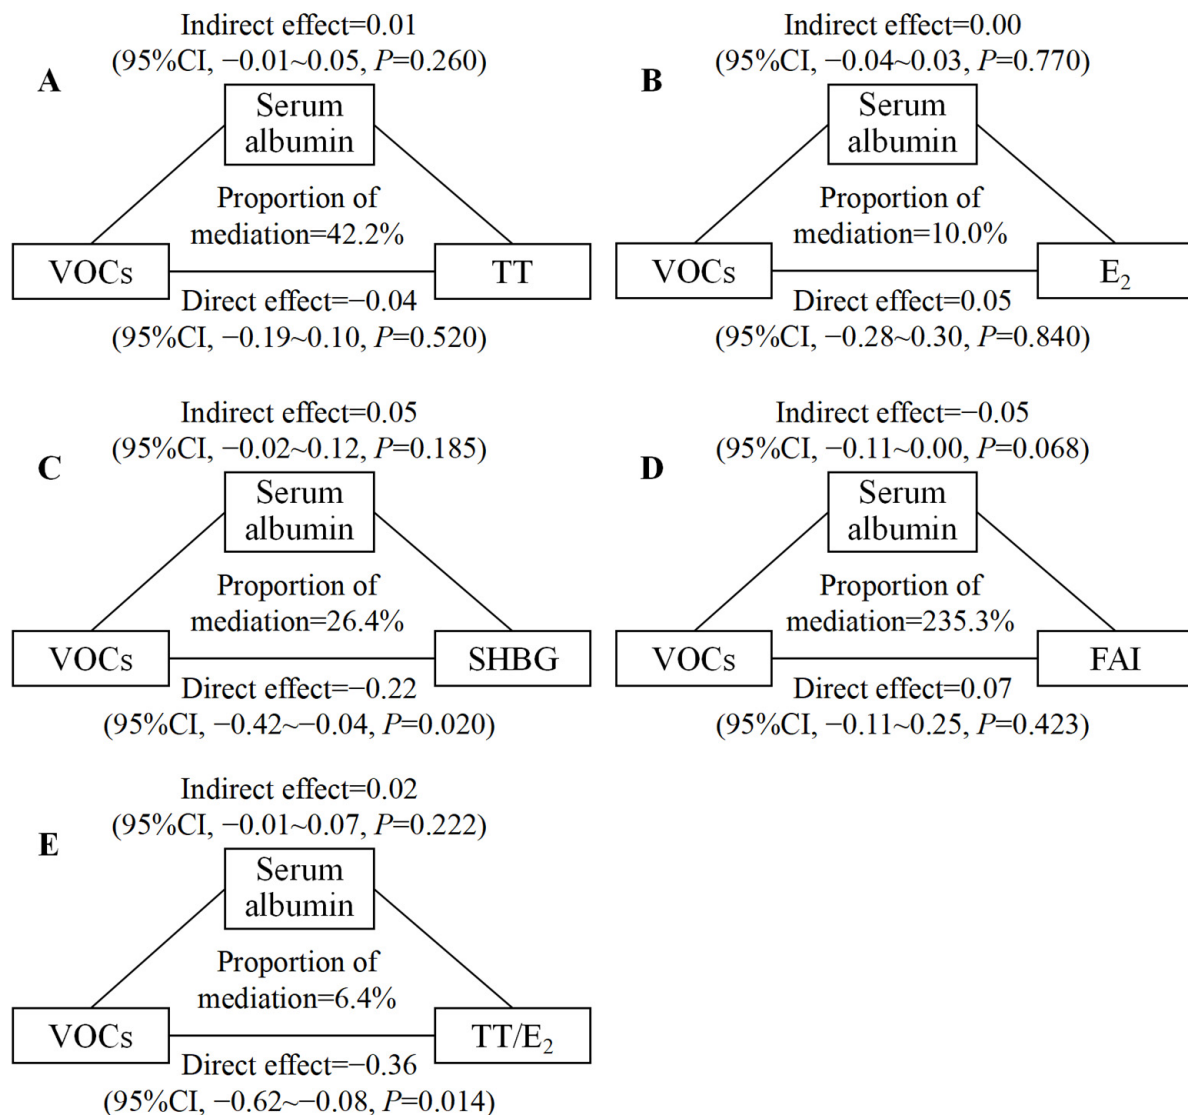 A
Indirect effect=0.01
(95%CI, −0.01~0.05, P=0.260)
Serum
albumin
Proportion of
mediation=42.2%
VOCs
TT
Direct effect=−0.04
(95%CI, −0.19~0.10, P=0.520)
B
Indirect effect=0.00
(95%CI, −0.04~0.03, P=0.770)
Serum
albumin
Proportion of
mediation=10.0%
VOCs
E₂
Direct effect=0.05
(95%CI, −0.28~0.30, P=0.840)
C
Indirect effect=0.05
(95%CI, −0.02~0.12, P=0.185)
Serum
albumin
Proportion of
mediation=26.4%
VOCs
SHBG
Direct effect=−0.22
(95%CI, −0.42~−0.04, P=0.020)
D
Indirect effect=−0.05
(95%CI, −0.11~0.00, P=0.068)
Serum
albumin
Proportion of
mediation=235.3%
VOCs
FAI
Direct effect=0.07
(95%CI, −0.11~0.25, P=0.423)
E
Indirect effect=0.02
(95%CI, −0.01~0.07, P=0.222)
Serum
albumin
Proportion of
mediation=6.4%
VOCs
TT/E₂
Direct effect=−0.36
(95%CI, −0.62~−0.08, P=0.014)